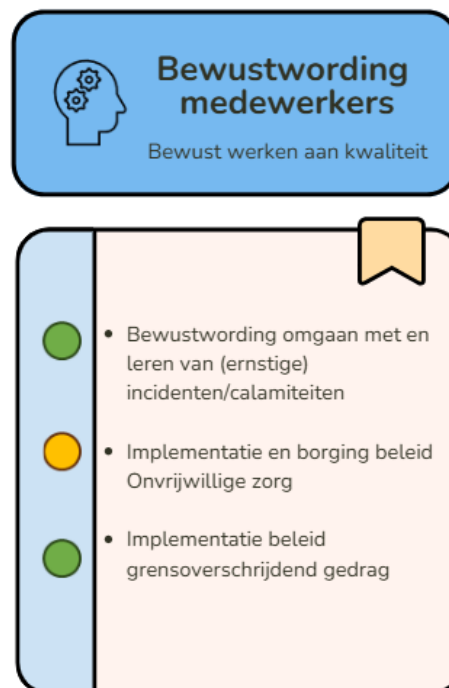 Bewustwording
medewerkers
Bewust werken aan kwaliteit
• Bewustwording omgaan met en
leren van (ernstige)
incidenten/calamiteiten
• Implementatie en borging beleid
Onvrijwillige zorg
• Implementatie beleid
grensoverschrijdend gedrag